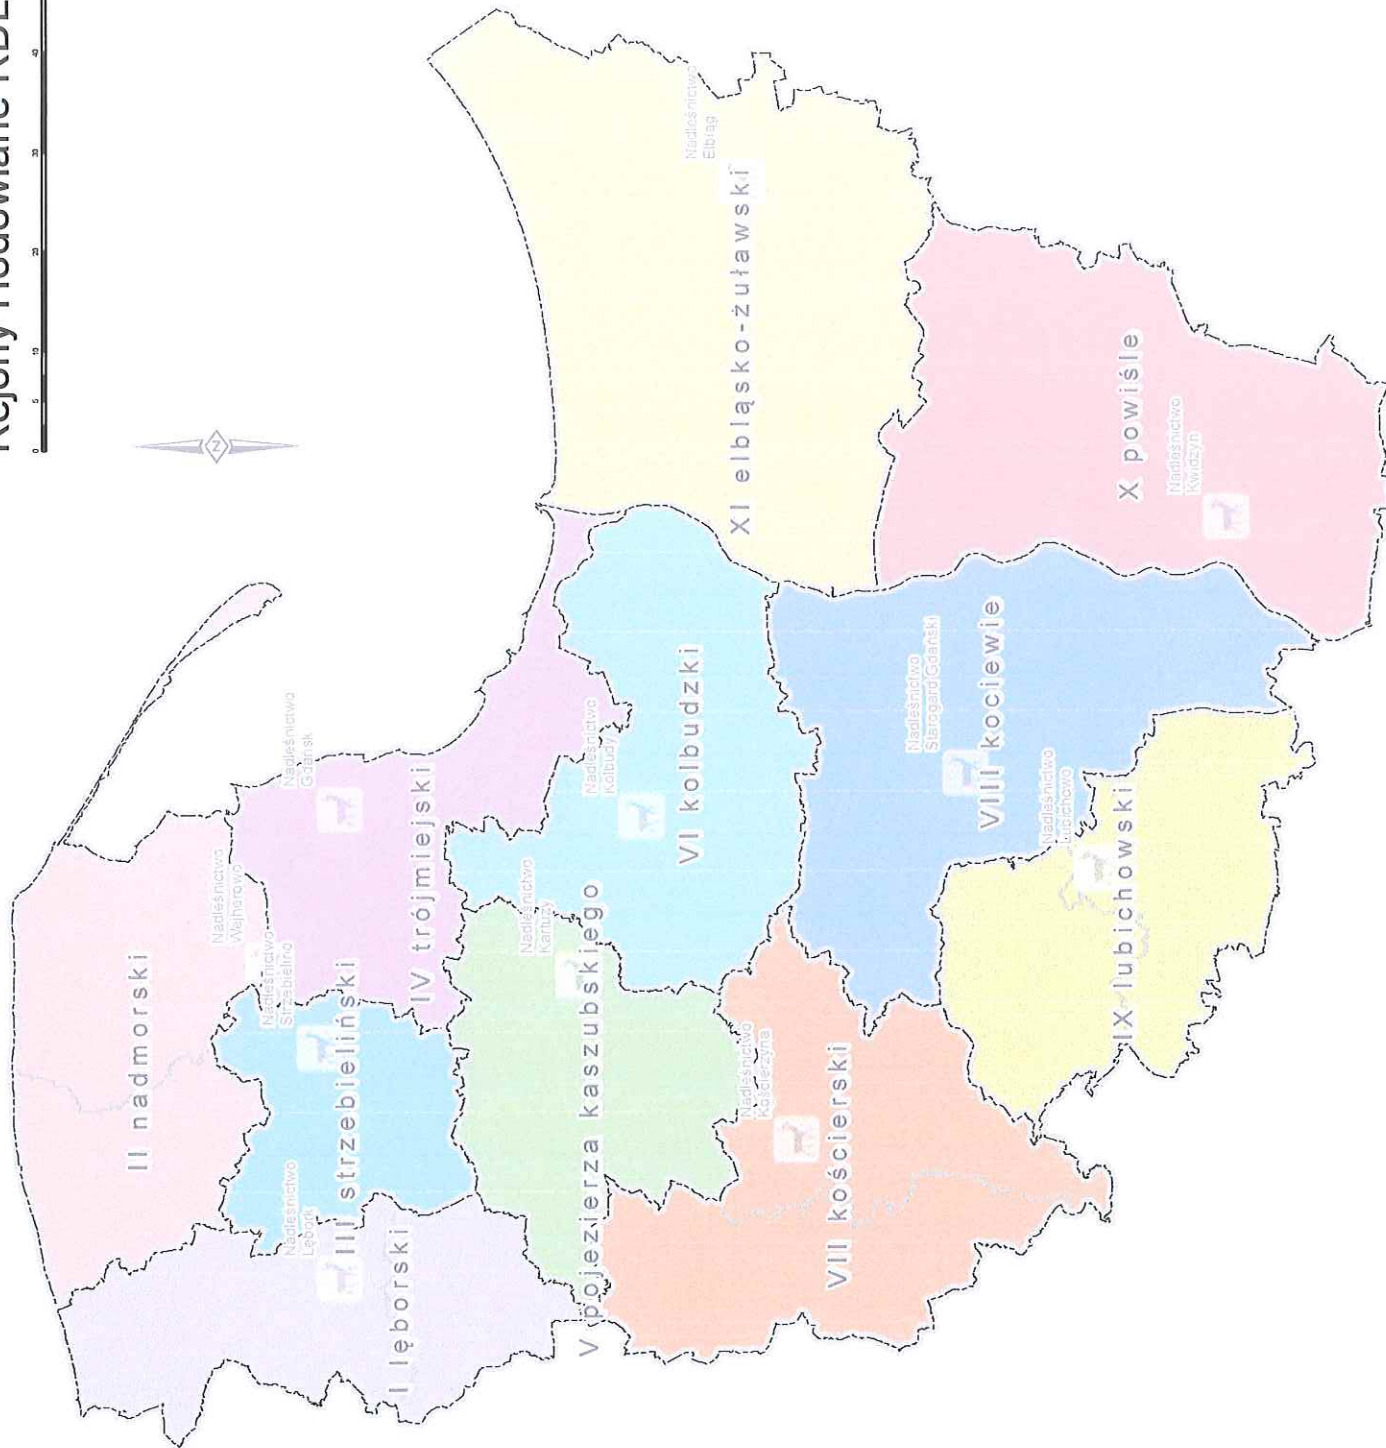 Rejony Hodowlane
0 5 10 20 30 40
Z
II nadmorski
Nadleśnictwo
Wejherowo
Nadleśnictwo
Gdańsk
Nadleśnictwo
Strzebielino
Nadleśnictwo
Lębork
III strzebieliński
I lęborski
IV trójmiejski
Nadleśnictwo
Kartuzy
V pojezierza kaszubskiego
Nadleśnictwo
Kolbudy
VI kolbudzki
Nadleśnictwo
Elbląg
XI elbląsko-żuławski
Nadleśnictwo
Kościerzyna
VII kościerski
Nadleśnictwo
Starogard Gdański
VIII kociewie
Nadleśnictwo
Lubichowo
IX lubichowski
X powiśle
Nadleśnictwo
Kwidzyn